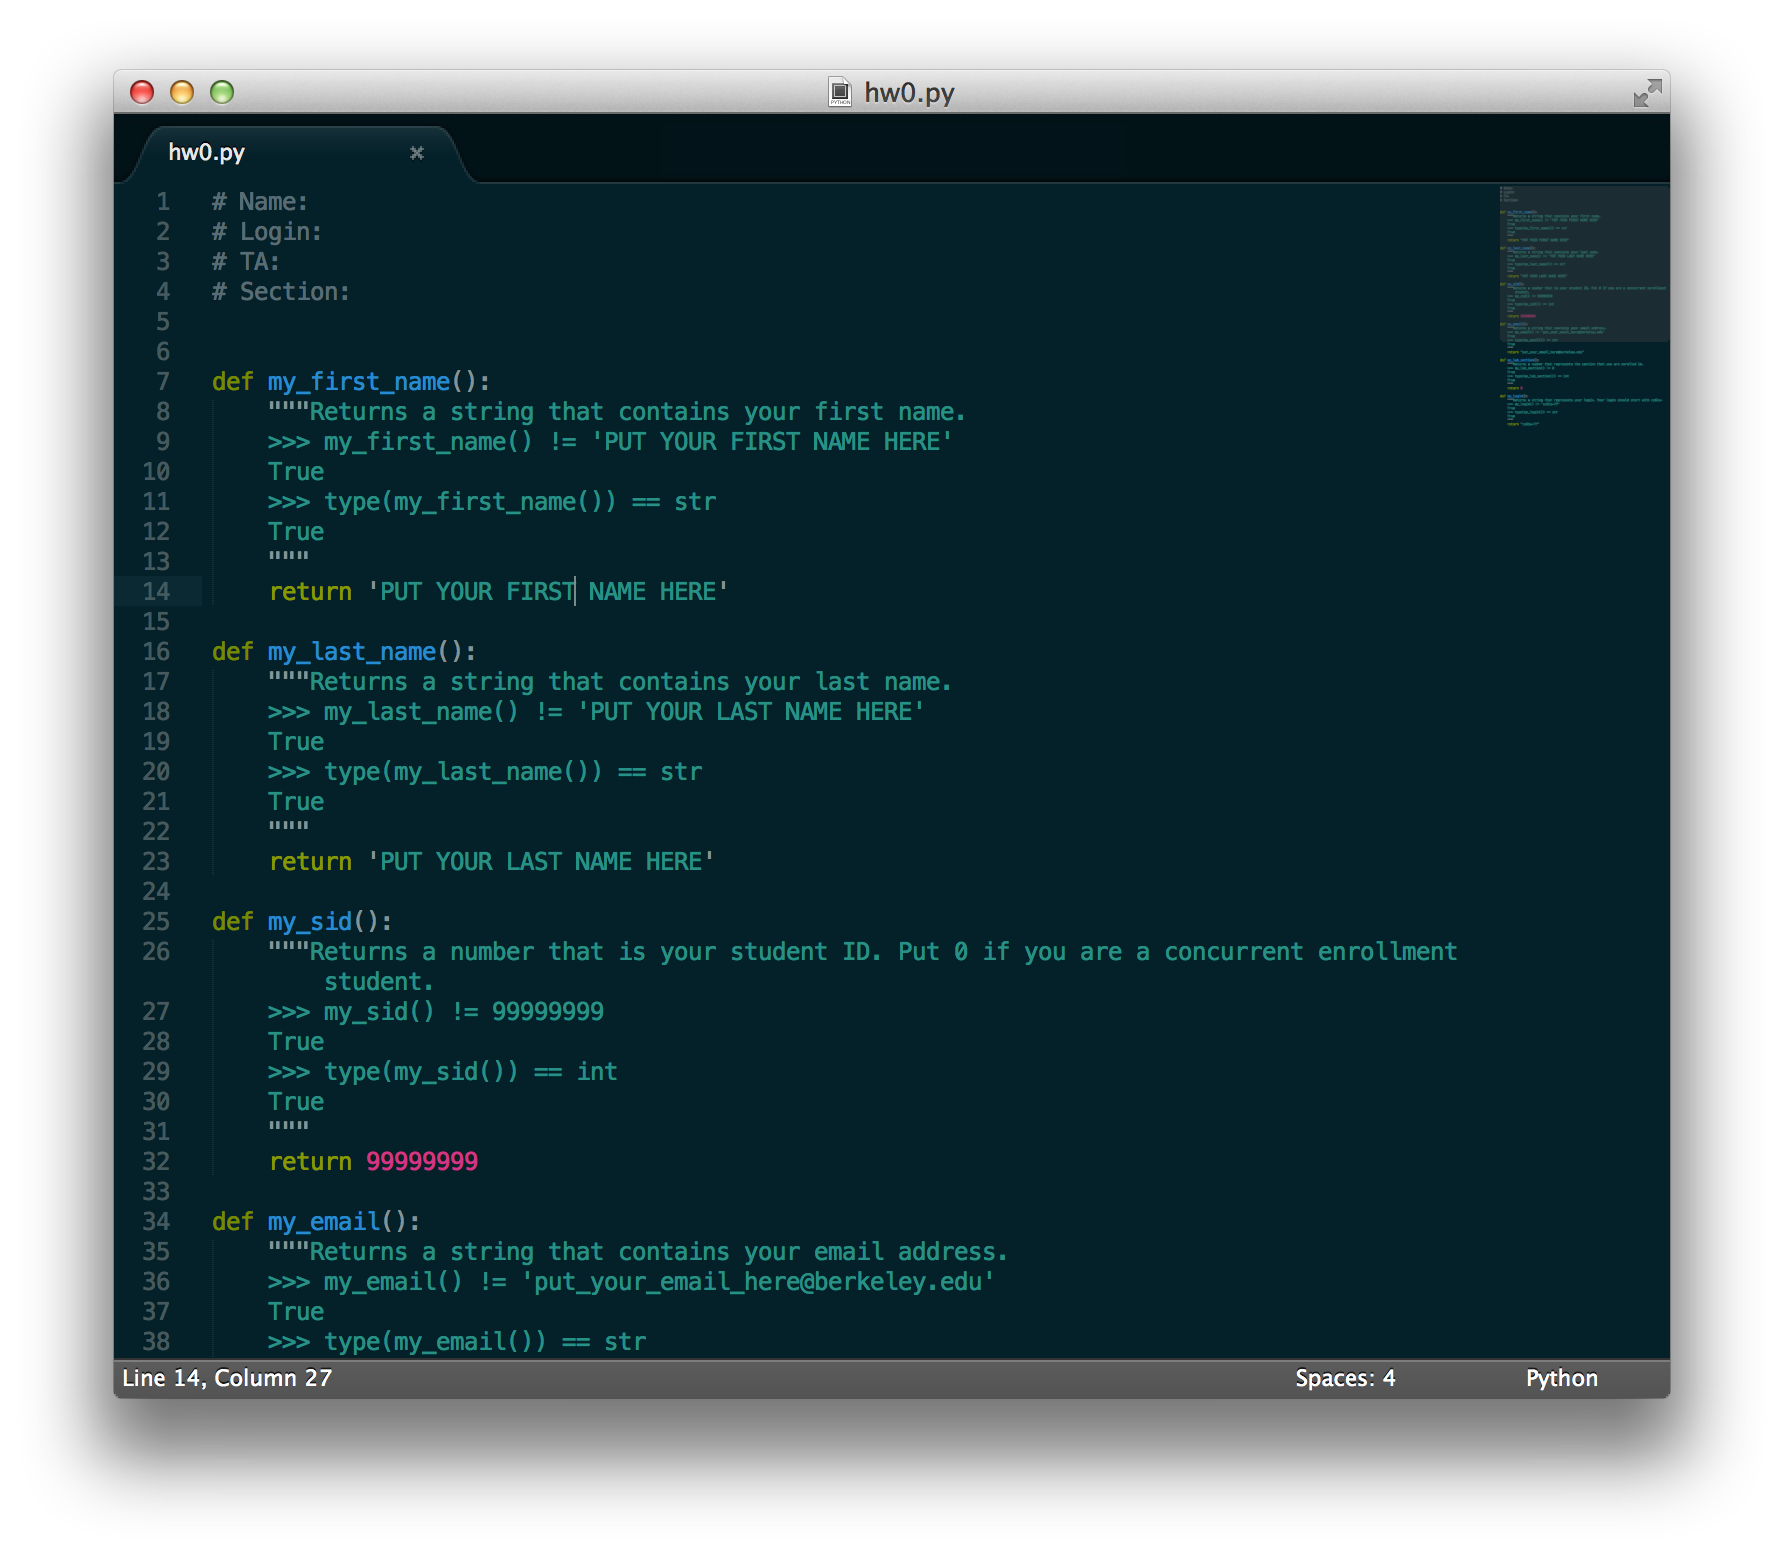 hw0.py
hw0.py
1 # Name:
2 # Login:
3 # TA:
4 # Section:
5
6
7 def my_first_name():
8     """Returns a string that contains your first name.
9     >>> my_first_name() != 'PUT YOUR FIRST NAME HERE'
10     True
11     >>> type(my_first_name()) == str
12     True
13     """
14     return 'PUT YOUR FIRST NAME HERE'
15
16 def my_last_name():
17     """Returns a string that contains your last name.
18     >>> my_last_name() != 'PUT YOUR LAST NAME HERE'
19     True
20     >>> type(my_last_name()) == str
21     True
22     """
23     return 'PUT YOUR LAST NAME HERE'
24
25 def my_sid():
26     """Returns a number that is your student ID. Put 0 if you are a concurrent enrollment
        student.
27     >>> my_sid() != 99999999
28     True
29     >>> type(my_sid()) == int
30     True
31     """
32     return 99999999
33
34 def my_email():
35     """Returns a string that contains your email address.
36     >>> my_email() != 'put_your_email_here@berkeley.edu'
37     True
38     >>> type(my_email()) == str
Line 14, Column 27 Spaces: 4 Python